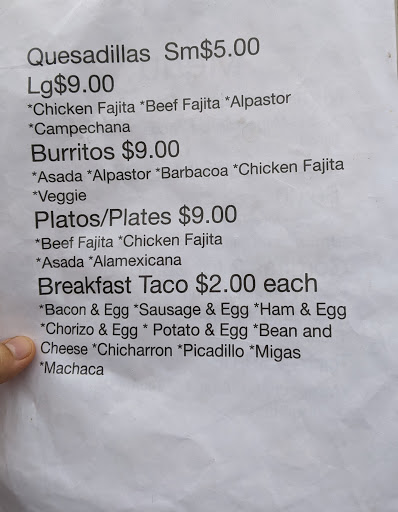 Quesadillas Sm$5.00
Lg$9.00
*Chicken Fajita *Beef Fajita *Alpastor
*Campechana
Burritos $9.00
*Asada *Alpastor *Barbacoa *Chicken Fajita
*Veggie
Platos/Plates $9.00
*Beef Fajita *Chicken Fajita
*Asada *Alamexicana
Breakfast Taco $2.00 each
*Bacon & Egg *Sausage & Egg *Ham & Egg
*Chorizo & Egg * Potato & Egg *Bean and
Cheese *Chicharron *Picadillo *Migas
*Machaca